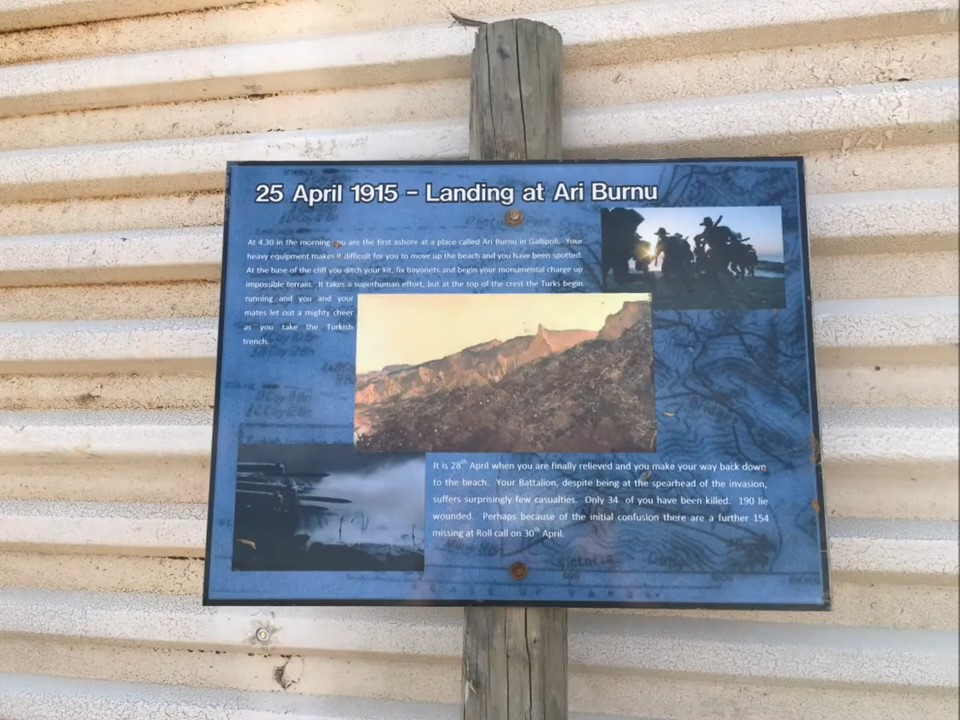 25 April 1915 – Landing at Ari Burnu
At 4.30 in the morning you are the first ashore at a place called Ari Burnu in Gallipoli. Your
heavy equipment makes it difficult for you to move up the beach and you have been spotted.
At the base of the cliff you ditch your kit, fix bayonets and begin your monumental charge up
impossible terrain. It takes a superhuman effort, but at the top of the crest the Turks begin
running and you and your
mates let out a mighty cheer
as you take the Turkish
trench.
It is 28th April when you are finally relieved and you make your way back down
to the beach. Your Battalion, despite being at the spearhead of the invasion,
suffers surprisingly few casualties. Only 34 of you have been killed. 190 lie
wounded. Perhaps because of the initial confusion there are a further 154
missing at Roll call on 30th April.